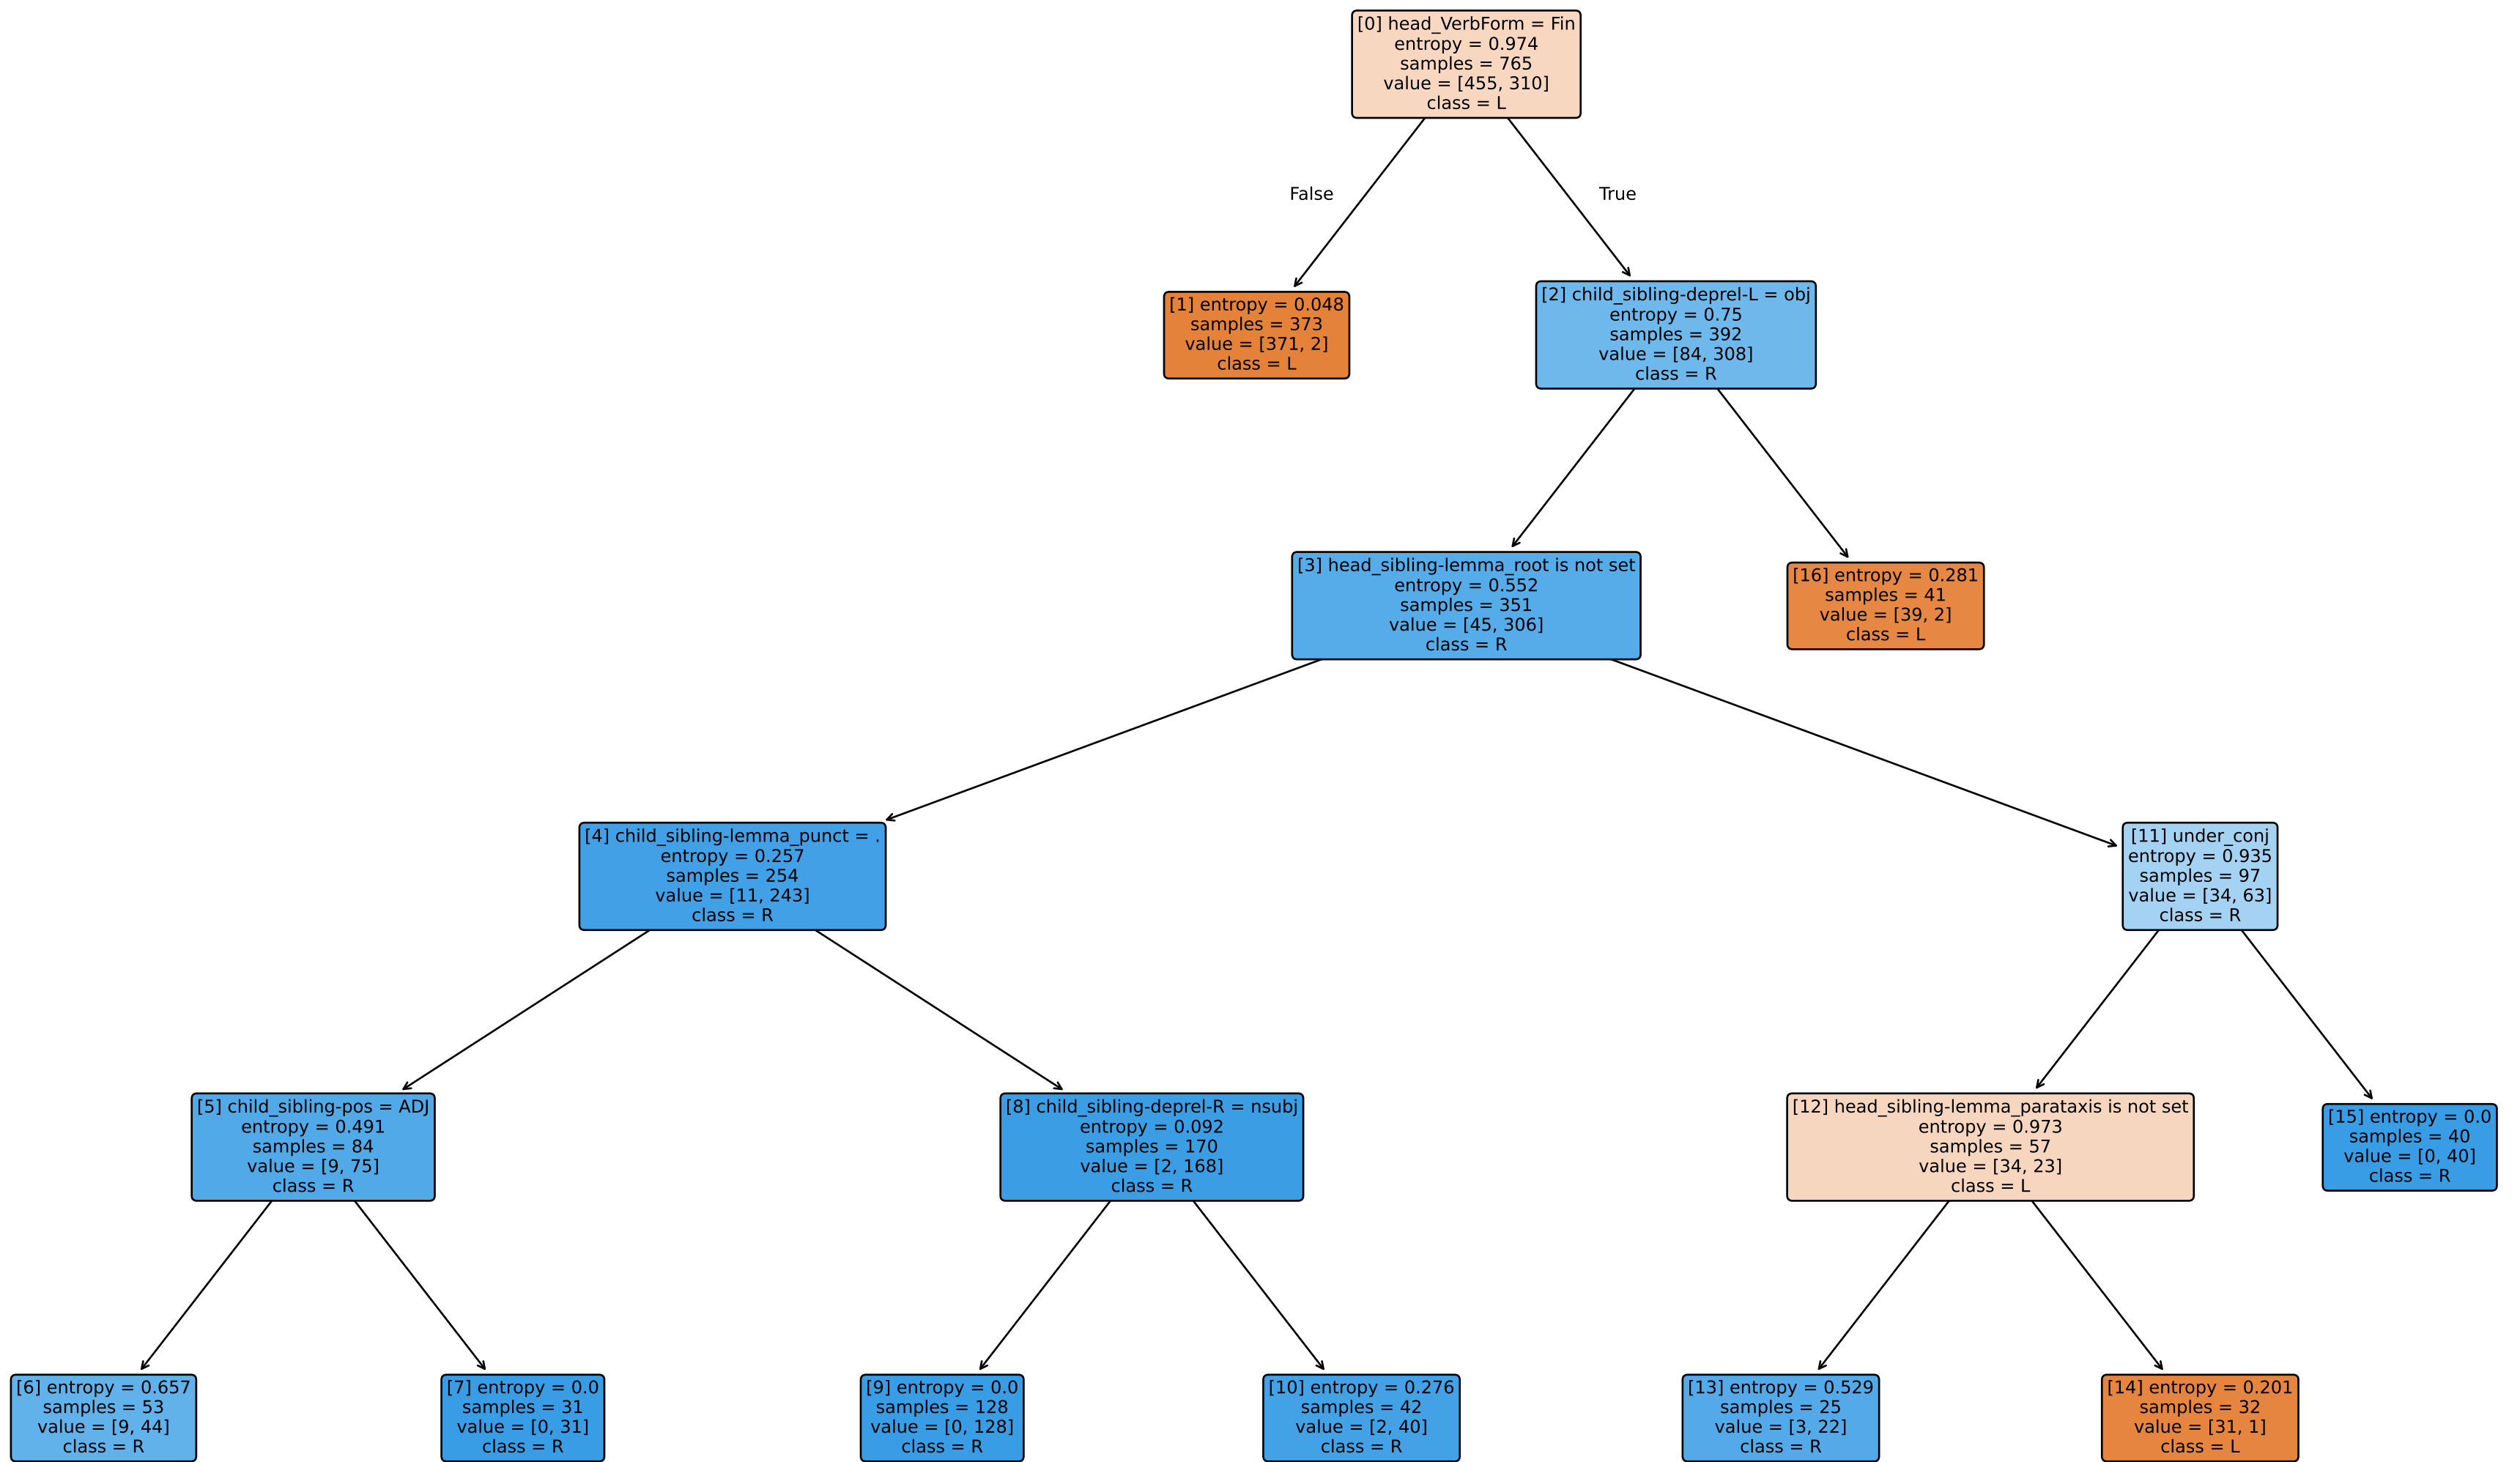 [0] head_VerbForm = Fin
entropy = 0.974
samples = 765
value = [455, 310]
class = L
False
True
[1] entropy = 0.048
samples = 373
value = [371, 2]
class = L
[2] child_sibling-deprel-L = obj
entropy = 0.75
samples = 392
value = [84, 308]
class = R
[3] head_sibling-lemma_root is not set
entropy = 0.552
samples = 351
value = [45, 306]
class = R
[16] entropy = 0.281
samples = 41
value = [39, 2]
class = L
[4] child_sibling-lemma_punct = .
entropy = 0.257
samples = 254
value = [11, 243]
class = R
[11] under_conj
entropy = 0.935
samples = 97
value = [34, 63]
class = R
[5] child_sibling-pos = ADJ
entropy = 0.491
samples = 84
value = [9, 75]
class = R
[8] child_sibling-deprel-R = nsubj
entropy = 0.092
samples = 170
value = [2, 168]
class = R
[12] head_sibling-lemma_parataxis is not set
entropy = 0.973
samples = 57
value = [34, 23]
class = L
[15] entropy = 0.0
samples = 40
value = [0, 40]
class = R
[6] entropy = 0.657
samples = 53
value = [9, 44]
class = R
[7] entropy = 0.0
samples = 31
value = [0, 31]
class = R
[9] entropy = 0.0
samples = 128
value = [0, 128]
class = R
[10] entropy = 0.276
samples = 42
value = [2, 40]
class = R
[13] entropy = 0.529
samples = 25
value = [3, 22]
class = R
[14] entropy = 0.201
samples = 32
value = [31, 1]
class = L